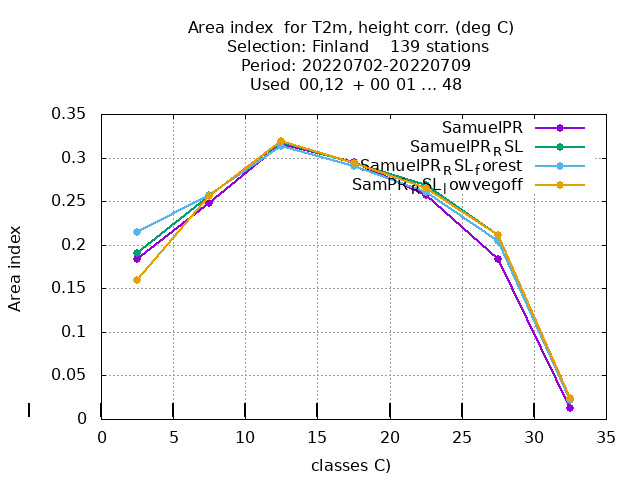 Area index  for T2m, height corr. (deg C)
Selection: Finland    139 stations
Period: 20220702-20220709
Used  00,12  + 00 01 ... 48
0.35
0.3
0.25
0.2
0.15
0.1
0.05
0
Area index
SamuelPR
SamuelPR_RSL
SamuelPR_RSL_forest
SamPR_RSL_lowvegoff
0 5 10 15 20 25 30 35
classes C)